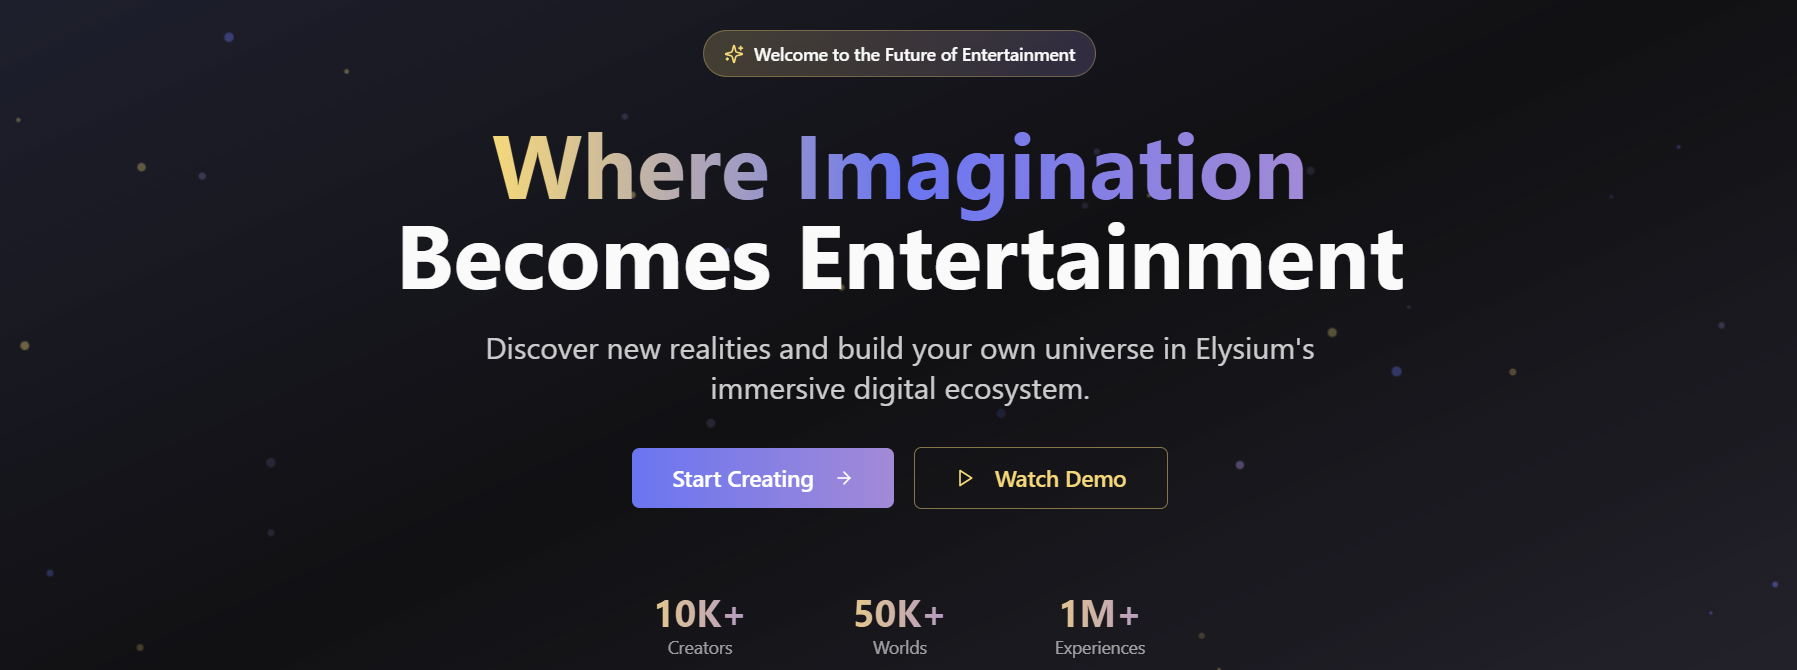 Welcome to the Future of Entertainment
Where Imagination
Becomes Entertainment
Discover new realities and build your own universe in Elysium's
immersive digital ecosystem.
Start Creating
Watch Demo
10K+
Creators
50K+
Worlds
1M+
Experiences